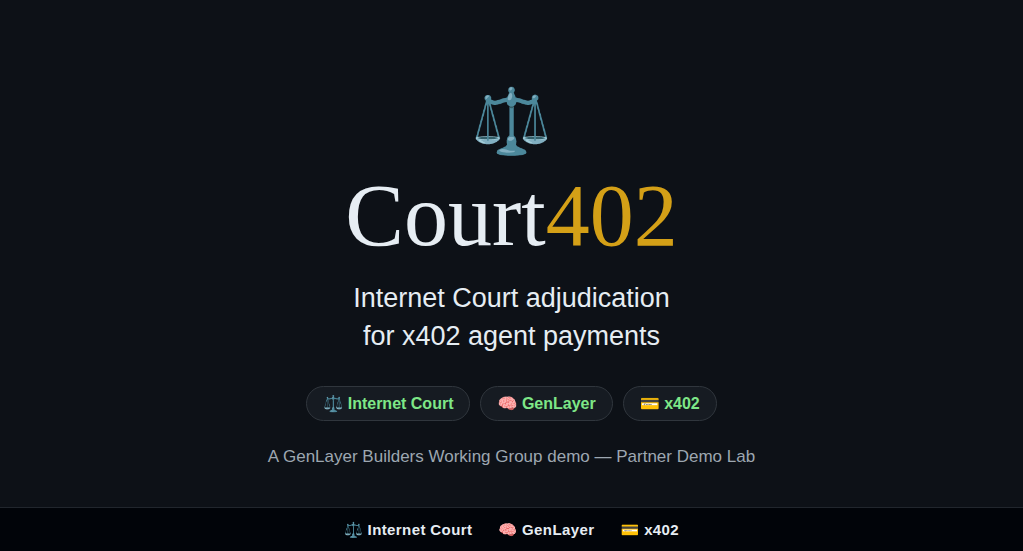 Court402
Internet Court adjudication
for x402 agent payments
Internet Court
GenLayer
x402
A GenLayer Builders Working Group demo — Partner Demo Lab
Internet Court
GenLayer
x402